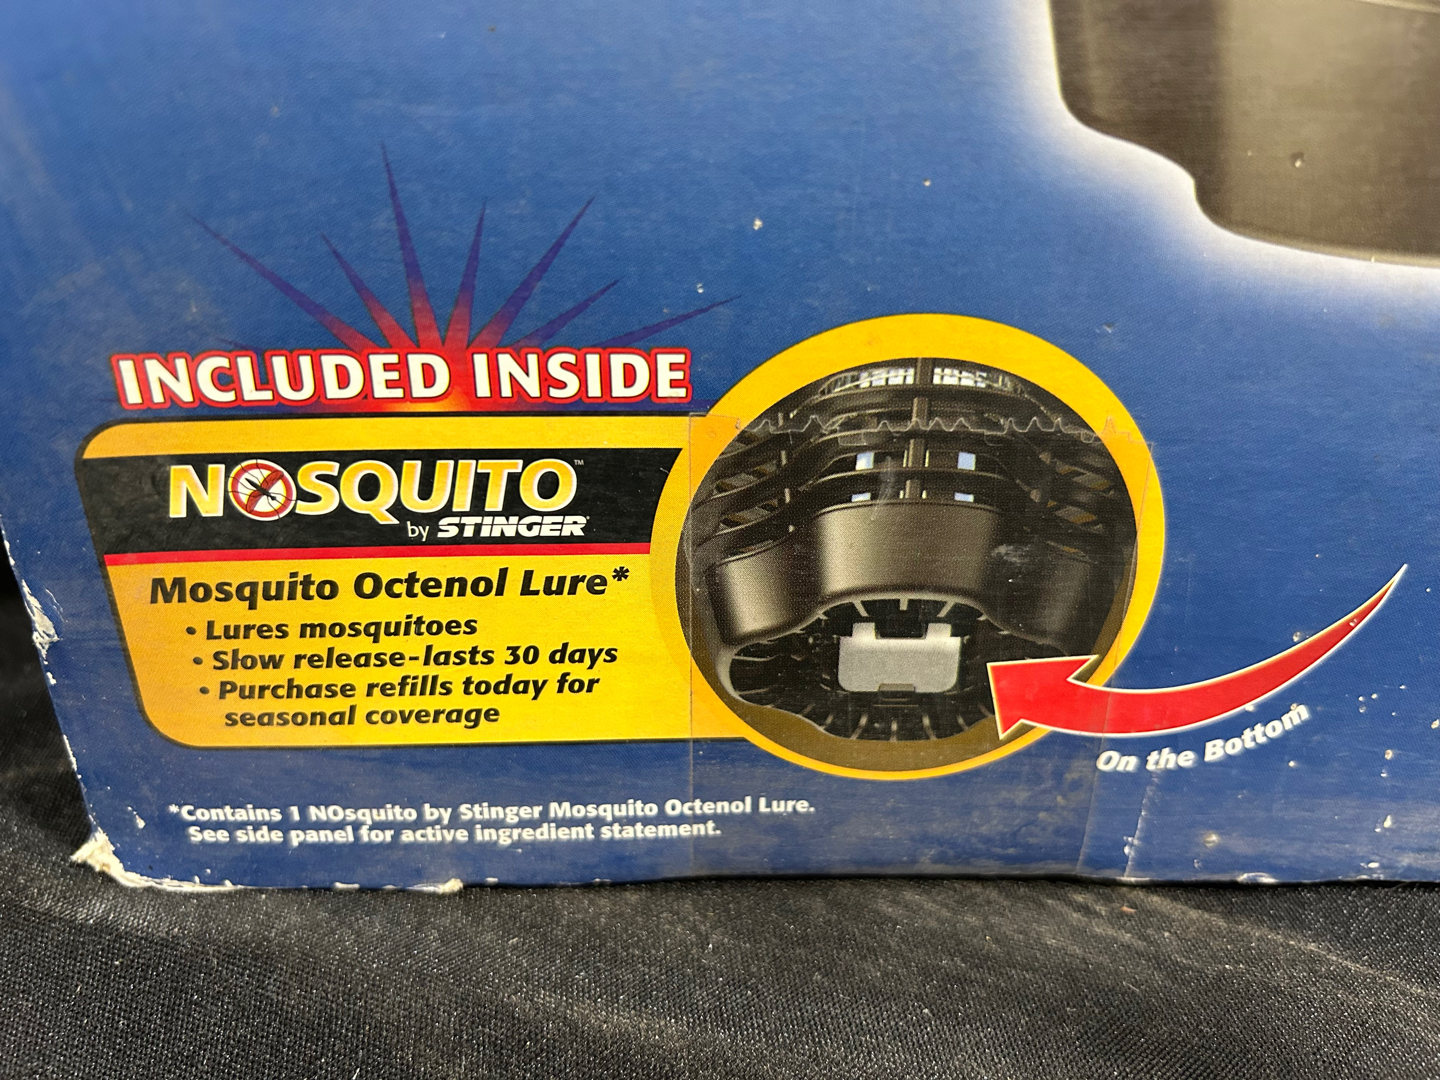 INCLUDED INSIDE
NOSQUITO™
by STINGER®
Mosquito Octenol Lure*
• Lures mosquitoes
• Slow release-lasts 30 days
• Purchase refills today for
seasonal coverage
On the Bottom
*Contains 1 NOsquito by Stinger Mosquito Octenol Lure.
See side panel for active ingredient statement.